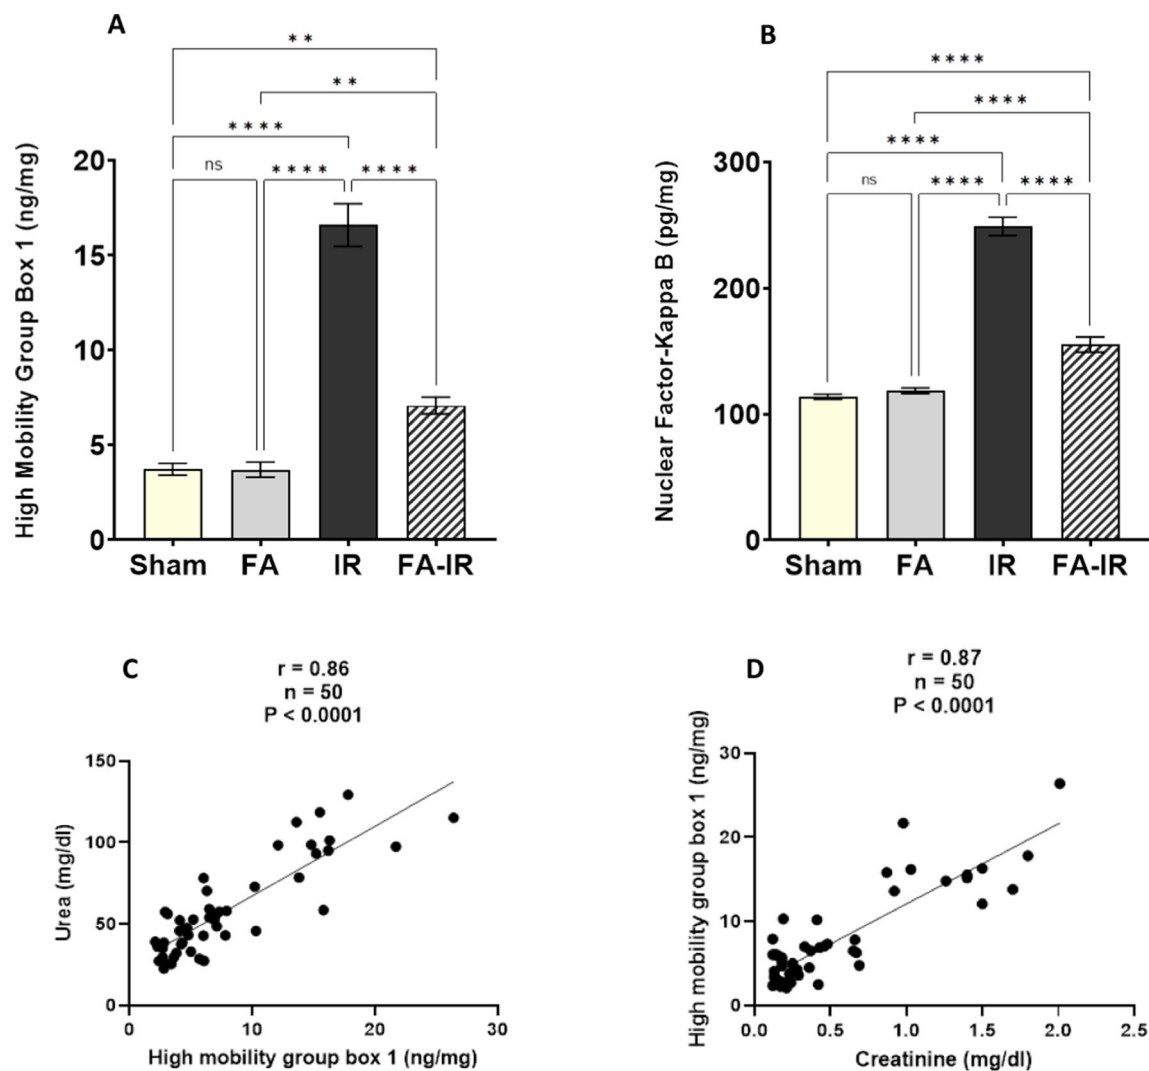 A
**
**
****
ns
****
****
High Mobility Group Box 1 (ng/mg)
20
15
10
5
0
Sham
FA
IR
FA-IR
B
****
****
****
ns
****
****
Nuclear Factor-Kappa B (pg/mg)
300
200
100
0
Sham
FA
IR
FA-IR
C
r = 0.86
n = 50
P < 0.0001
Urea (mg/dl)
150
100
50
0
0
10
20
30
High mobility group box 1 (ng/mg)
D
r = 0.87
n = 50
P < 0.0001
High mobility group box 1 (ng/mg)
30
20
10
0
0.0
0.5
1.0
1.5
2.0
2.5
Creatinine (mg/dl)